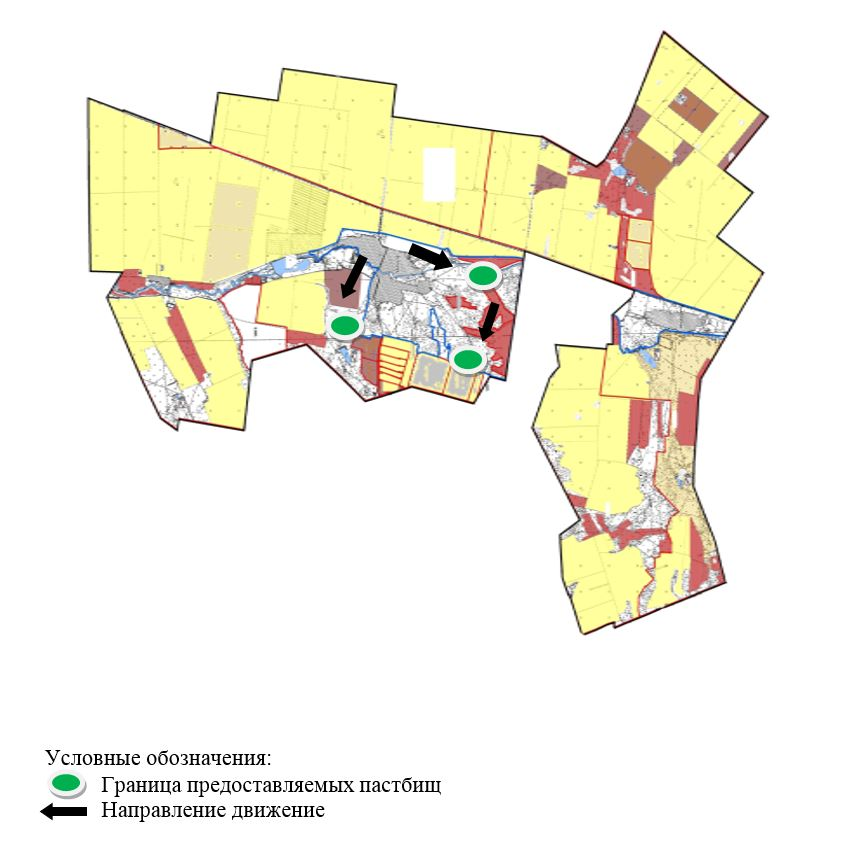 Условные обозначения:
Граница предоставляемых пастбищ
Направление движение